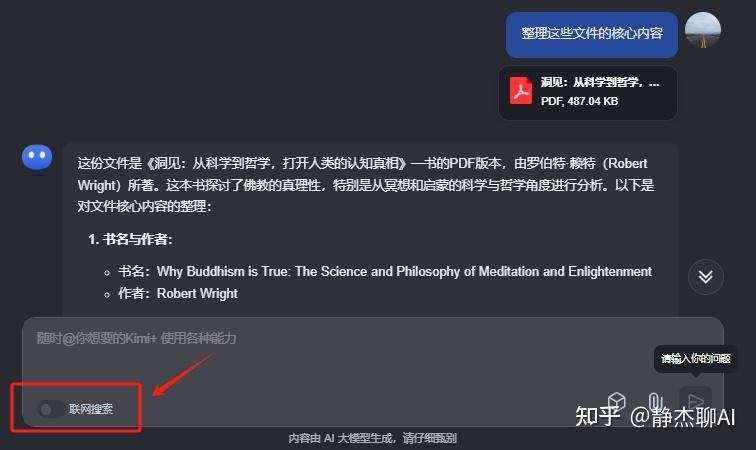 整理这些文件的核心内容
洞见：从科学到哲学，...
PDF, 487.04 KB
这份文件是《洞见：从科学到哲学，打开人类的认知真相》一书的PDF版本，由罗伯特·赖特（Robert
Wright）所著。这本书探讨了佛教的真理性，特别是从冥想和启蒙的科学与哲学角度进行分析。以下是
对文件核心内容的整理：
1. 书名与作者：
书名：Why Buddhism is True: The Science and Philosophy of Meditation and Enlightenment
作者：Robert Wright
随时@你想要的Kimi+ 使用各种能力
请输入你的问题
联网搜索
知乎 @静杰聊AI
内容由 AI 大模型生成，请仔细甄别